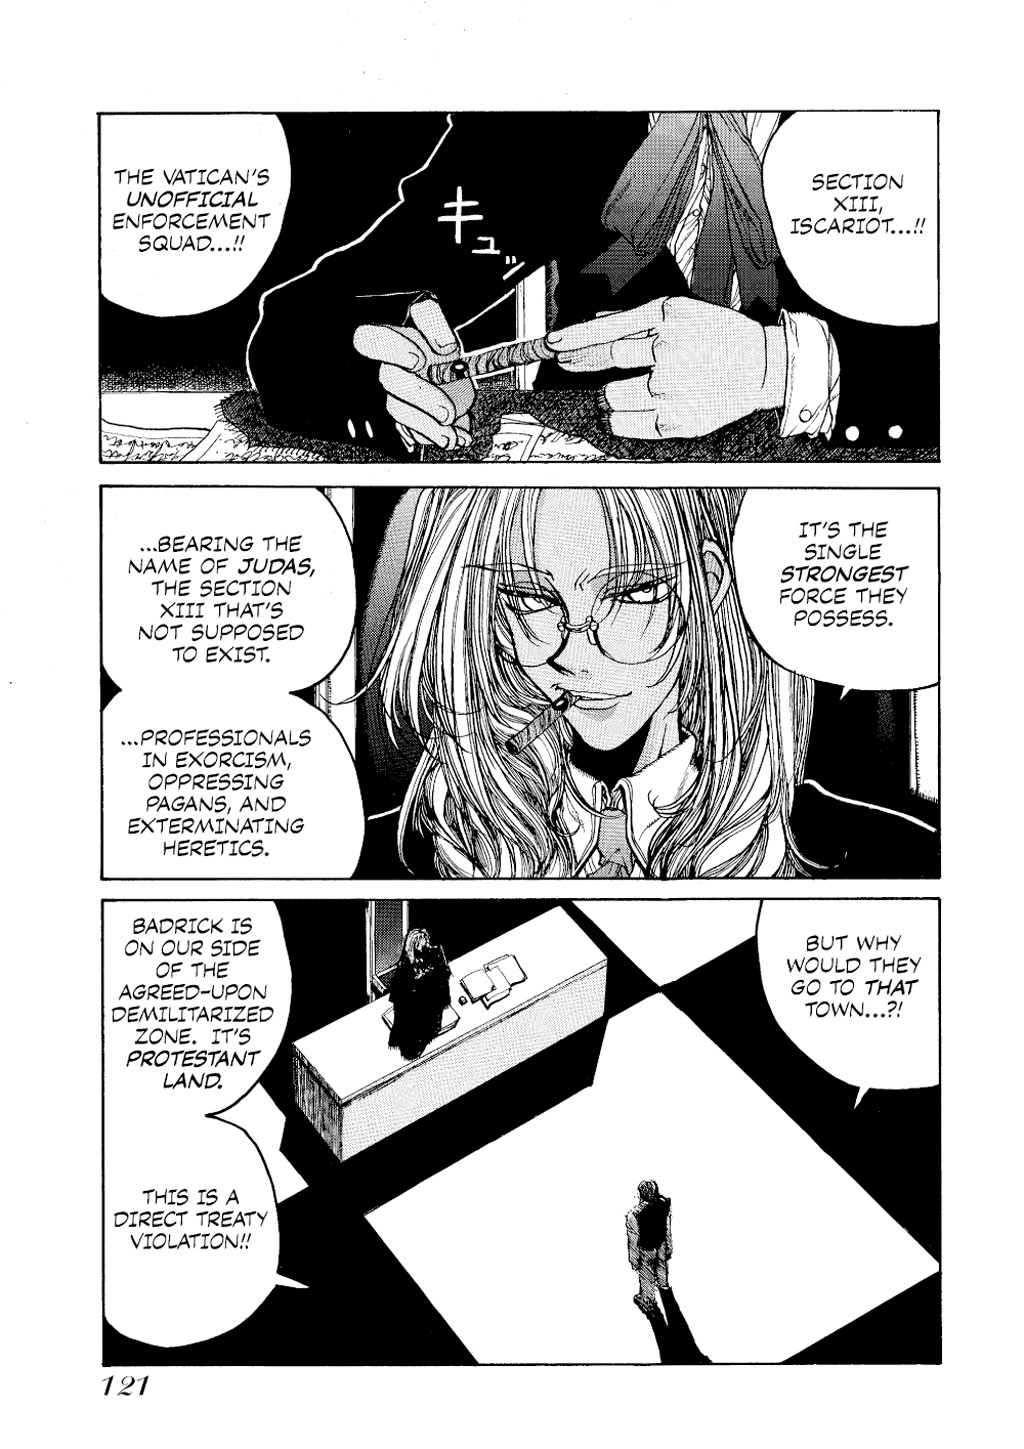 SECTION
XIII,
ISCARIOT...!!
THE VATICAN'S
UNOFFICIAL
ENFORCEMENT
SQUAD...!!
キュッ
IT'S THE
SINGLE
STRONGEST
FORCE THEY
POSSESS.
...BEARING THE
NAME OF JUDAS,
THE SECTION
XIII THAT'S
NOT SUPPOSED
TO EXIST.
...PROFESSIONALS
IN EXORCISM,
OPPRESSING
PAGANS, AND
EXTERMINATING
HERETICS.
BUT WHY
WOULD THEY
GO TO THAT
TOWN...?!
BADRICK IS
ON OUR SIDE
OF THE
AGREED-UPON
DEMILITARIZED
ZONE. IT'S
PROTESTANT
LAND.
THIS IS A
DIRECT TREATY
VIOLATION!!
121